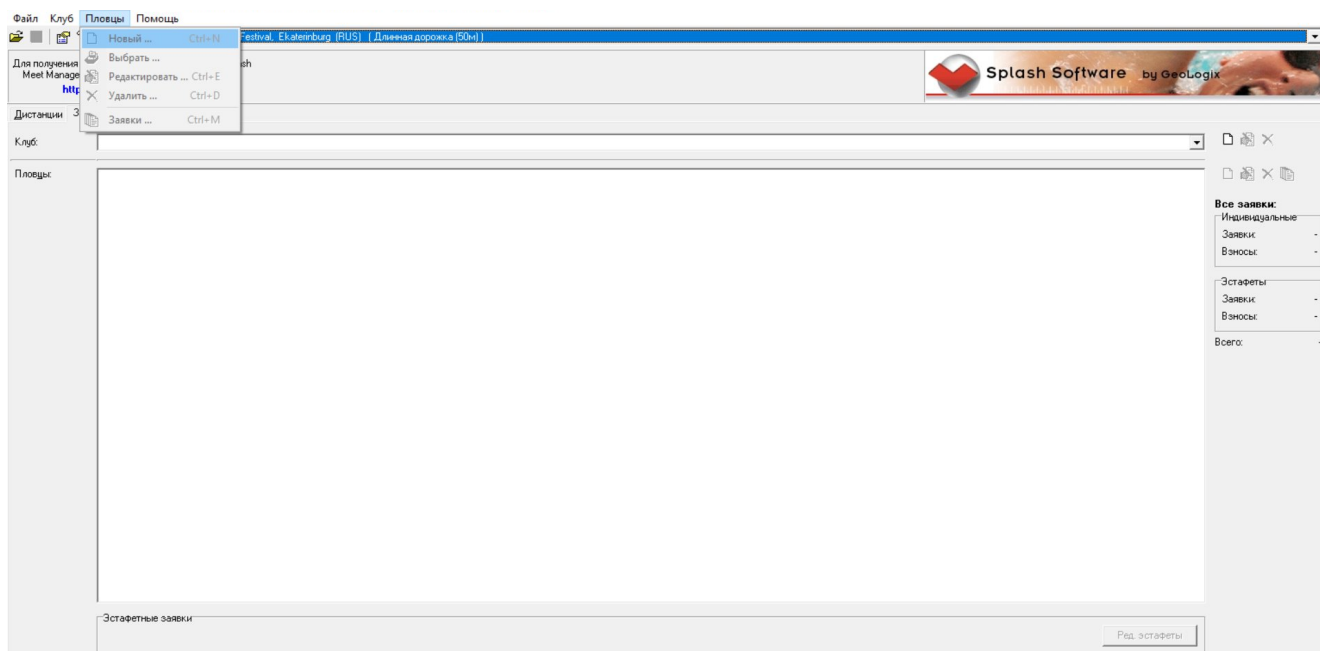 Файл Клуб Пловцы Помощь
Festival, Ekaterinburg (RUS) ( Длинная дорожка (50м) )
Новый ... Ctrl+N
Выбрать ...
Редактировать ... Ctrl+E
Удалить ... Ctrl+D
Заявки ... Ctrl+M
Для получения
Meet Manage
http
sh
Splash Software by GeoLogix
Дистанции З
Клуб:
Пловцы:
Все заявки:
Индивидуальные
Заявки: -
Взносы: -
Эстафеты
Заявки: -
Взносы: -
Всего: -
Эстафетные заявки
Ред. эстафеты